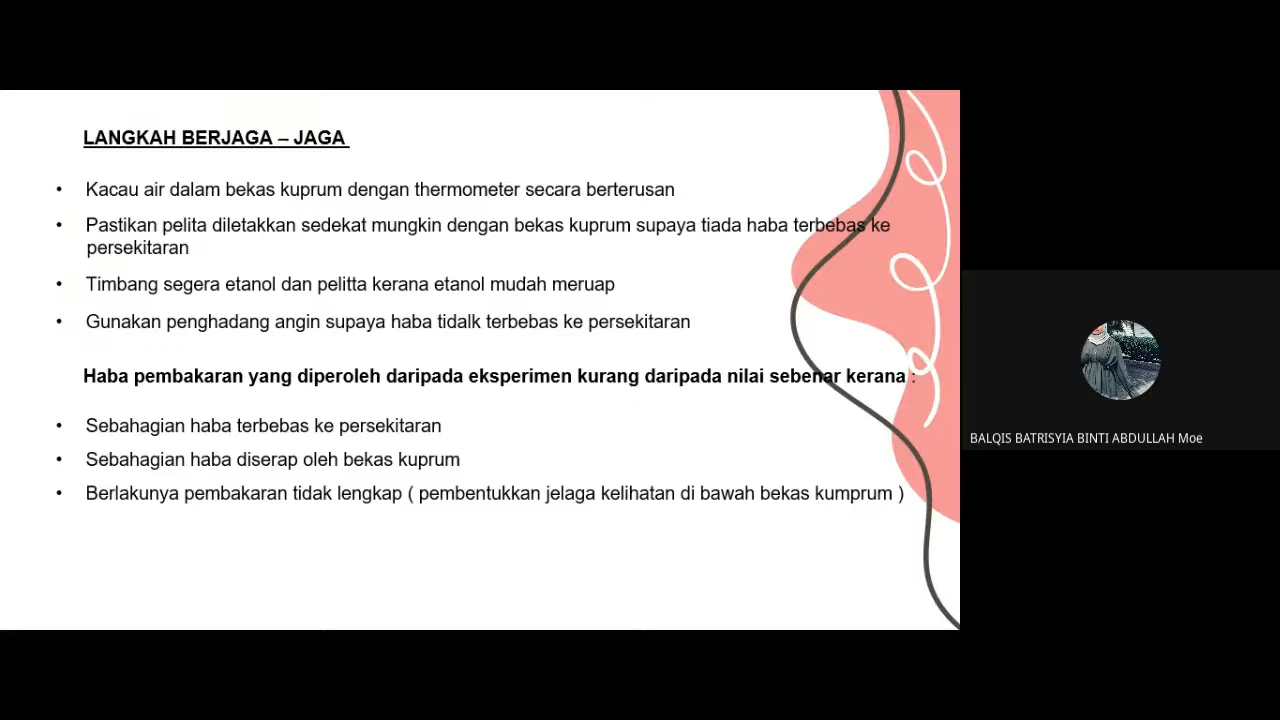 LANGKAH BERJAGA – JAGA
• Kacau air dalam bekas kuprum dengan thermometer secara berterusan
• Pastikan pelita diletakkan sedekat mungkin dengan bekas kuprum supaya tiada haba terbebas ke
persekitaran
• Timbang segera etanol dan pelitta kerana etanol mudah meruap
• Gunakan penghadang angin supaya haba tidalk terbebas ke persekitaran
Haba pembakaran yang diperoleh daripada eksperimen kurang daripada nilai sebenar kerana :
• Sebahagian haba terbebas ke persekitaran
• Sebahagian haba diserap oleh bekas kuprum
• Berlakunya pembakaran tidak lengkap ( pembentukkan jelaga kelihatan di bawah bekas kumprum )
BALQIS BATRISYIA BINTI ABDULLAH Moe